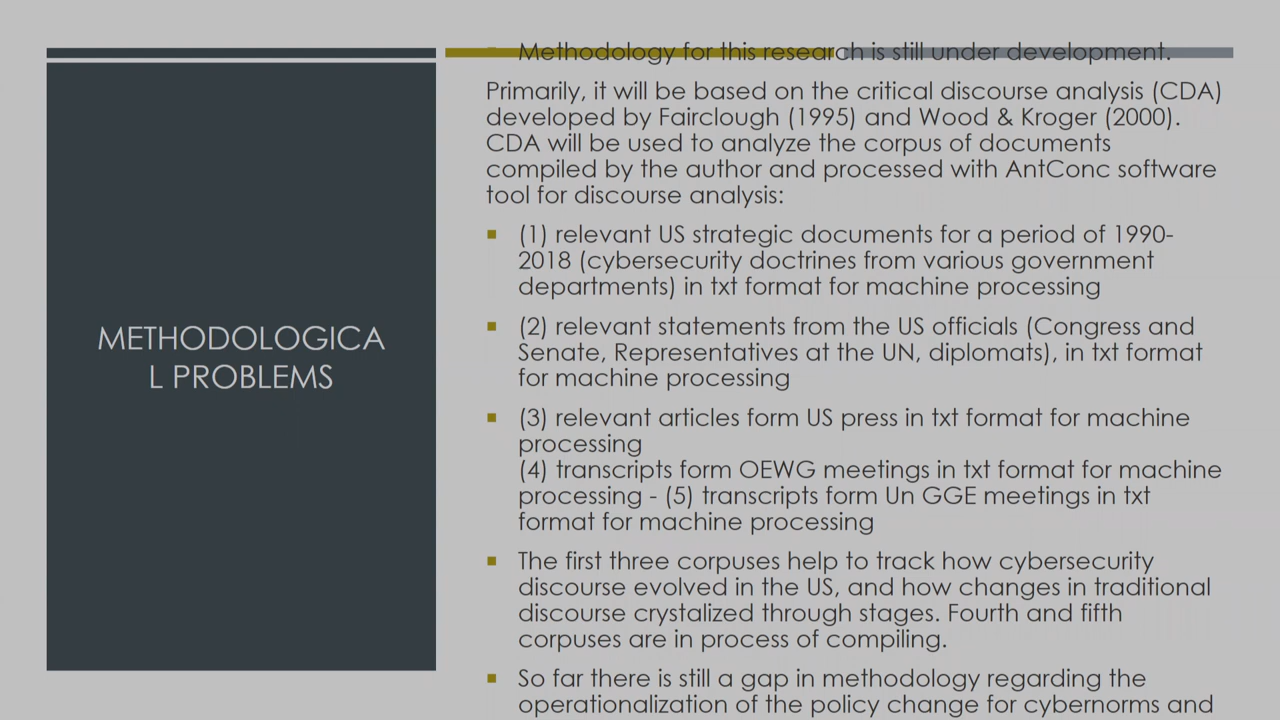 METHODOLOGICA
L PROBLEMS
Methodology for this research is still under development.
Primarily, it will be based on the critical discourse analysis (CDA)
developed by Fairclough (1995) and Wood & Kroger (2000).
CDA will be used to analyze the corpus of documents
compiled by the author and processed with AntConc software
tool for discourse analysis:
(1) relevant US strategic documents for a period of 1990-
2018 (cybersecurity doctrines from various government
departments) in txt format for machine processing
(2) relevant statements from the US officials (Congress and
Senate, Representatives at the UN, diplomats), in txt format
for machine processing
(3) relevant articles form US press in txt format for machine
processing
(4) transcripts form OEWG meetings in txt format for machine
processing - (5) transcripts form Un GGE meetings in txt
format for machine processing
The first three corpuses help to track how cybersecurity
discourse evolved in the US, and how changes in traditional
discourse crystalized through stages. Fourth and fifth
corpuses are in process of compiling.
So far there is still a gap in methodology regarding the
operationalization of the policy change for cybernorms and